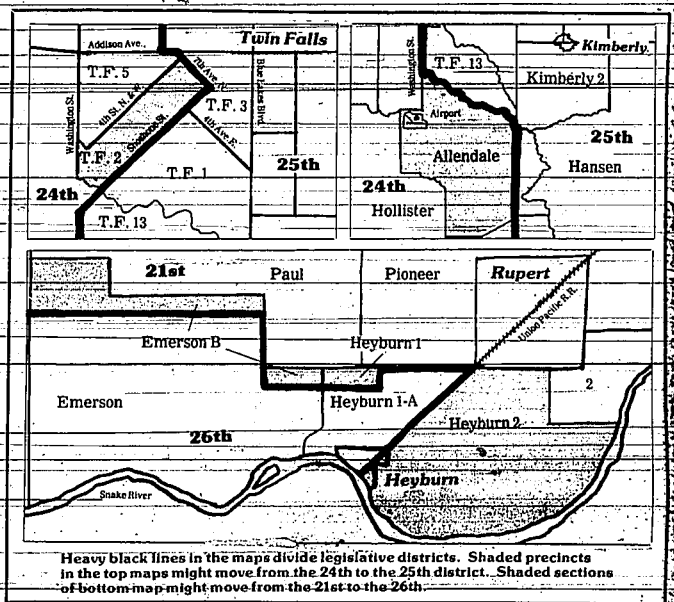 Twin Falls
Addison Ave.
T.F. 5
7th Ave. N.
4th St. N. & E.
T.F. 3
Blue Lakes Blvd.
Washington St.
Shoshone St.
4th Ave. E.
T.F. 2
T.F. 1
25th
24th
T.F. 13
Washington St.
T.F. 13
Kimberly
Kimberly 2
Airport
25th
Allendale
Hansen
24th
Hollister
21st
Paul
Pioneer
Rupert
Union Pacific R.R.
Emerson B
Heyburn 1
Emerson
Heyburn 1-A
2
Heyburn 2
26th
Heyburn
Snake River
Heavy black lines in the maps divide legislative districts. Shaded precincts
in the top maps might move from the 24th to the 25th district. Shaded sections
of bottom map might move from the 21st to the 26th.